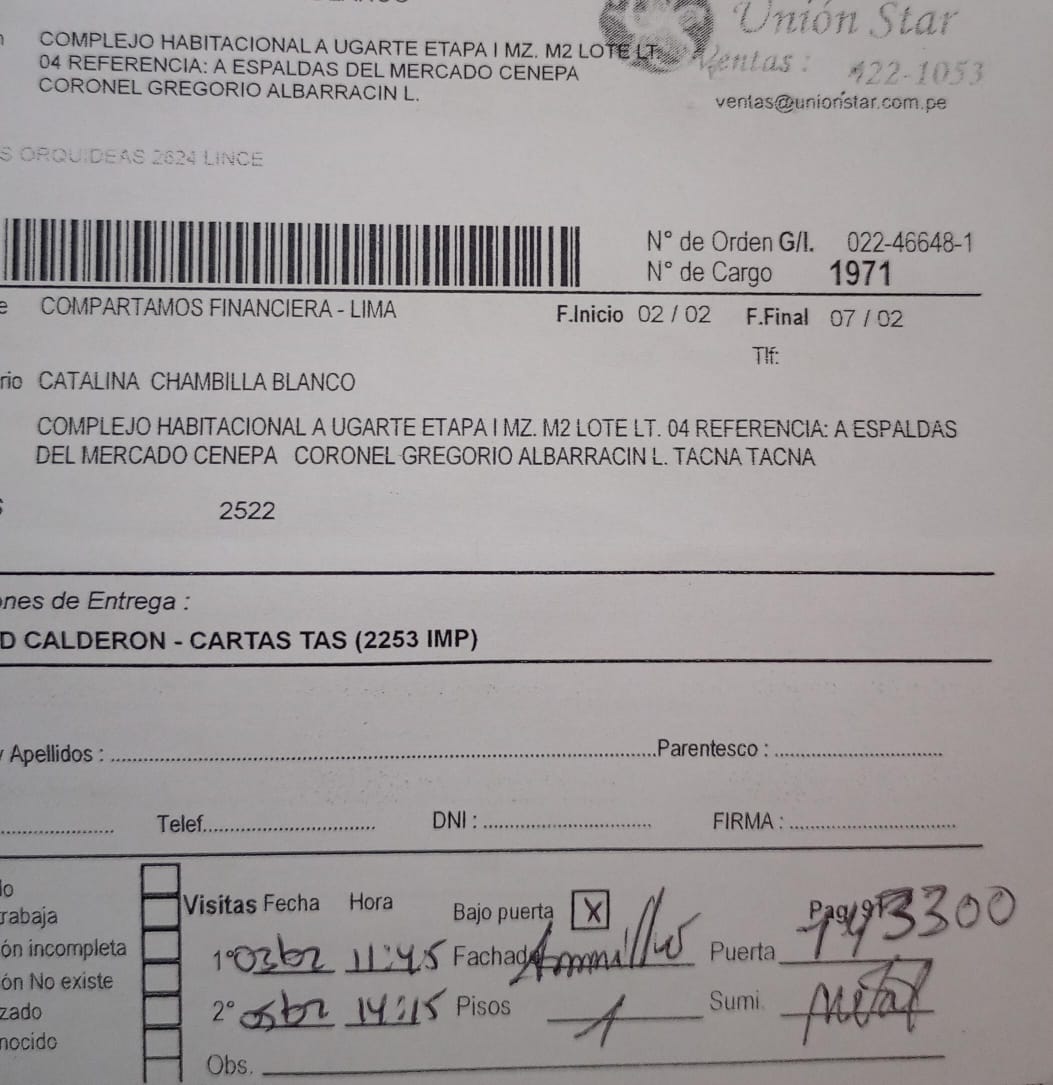 Unión Star
COMPLEJO HABITACIONAL A UGARTE ETAPA I MZ. M2 LOTE LT.
04 REFERENCIA: A ESPALDAS DEL MERCADO CENEPA
CORONEL GREGORIO ALBARRACIN L.
Ventas : 422-1053
ventas@unionstar.com.pe
S ORQUIDEAS 2624 LINCE
N° de Orden G/I. 022-46648-1
N° de Cargo 1971
e COMPARTAMOS FINANCIERA - LIMA
F.Inicio 02 / 02 F.Final 07 / 02
Tlf:
rio CATALINA CHAMBILLA BLANCO
COMPLEJO HABITACIONAL A UGARTE ETAPA I MZ. M2 LOTE LT. 04 REFERENCIA: A ESPALDAS
DEL MERCADO CENEPA CORONEL GREGORIO ALBARRACIN L. TACNA TACNA
2522
ones de Entrega :
D CALDERON - CARTAS TAS (2253 IMP)
y Apellidos : Parentesco :
Telef. DNI : FIRMA :
do
Visitas Fecha Hora Bajo puerta X
rabaja
ón incompleta
1° 03/02 11:45 Fachad Puerta
ón No existe
2° 05/02 14:15 Pisos 1 Sumi. Metal
zado
nocido
Obs.